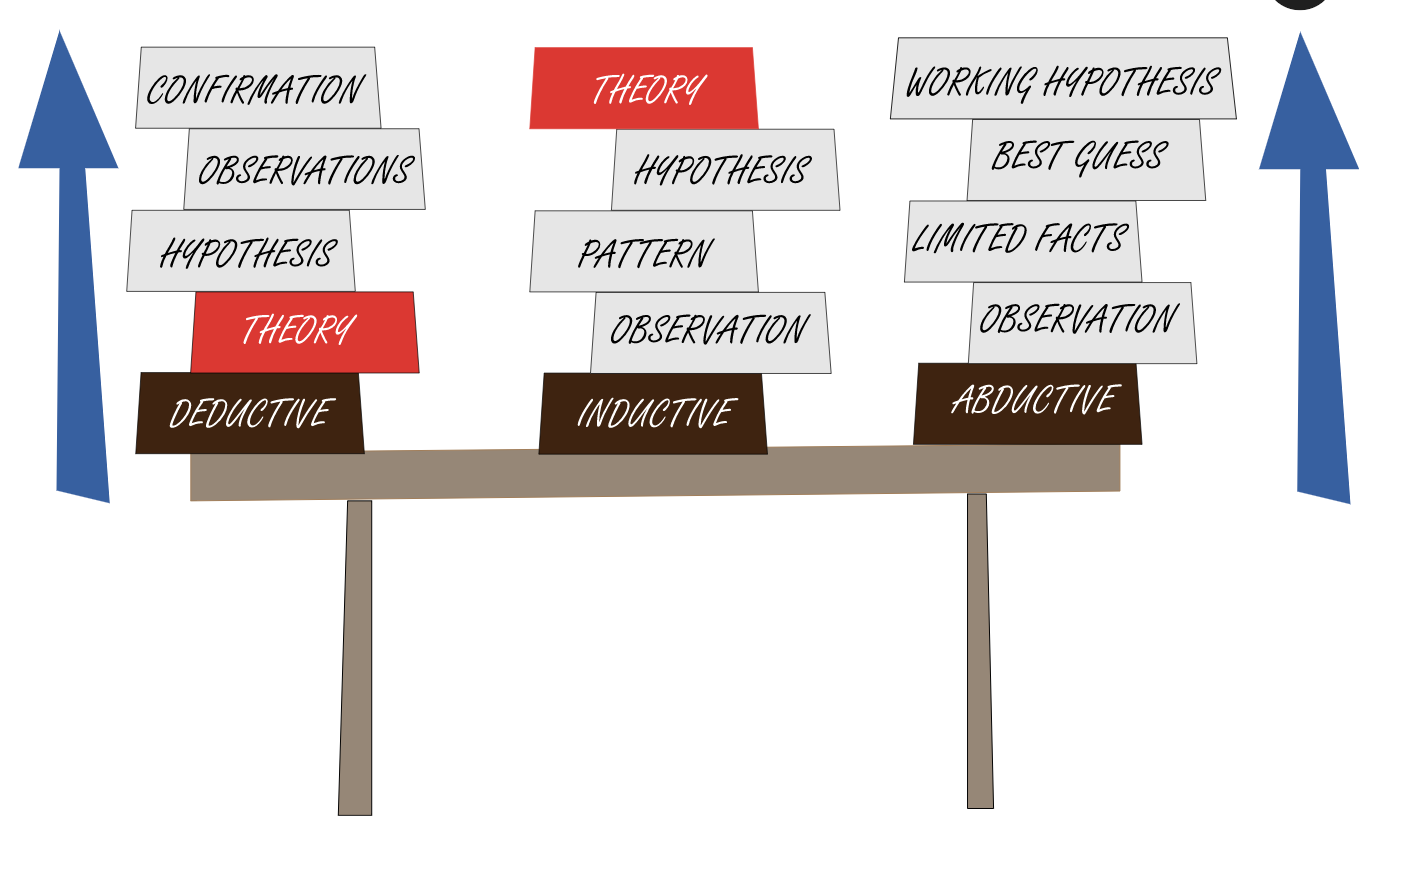 CONFIRMATION
OBSERVATIONS
HYPOTHESIS
THEORY
DEDUCTIVE
THEORY
HYPOTHESIS
PATTERN
OBSERVATION
INDUCTIVE
WORKING HYPOTHESIS
BEST GUESS
LIMITED FACTS
OBSERVATION
ABDUCTIVE